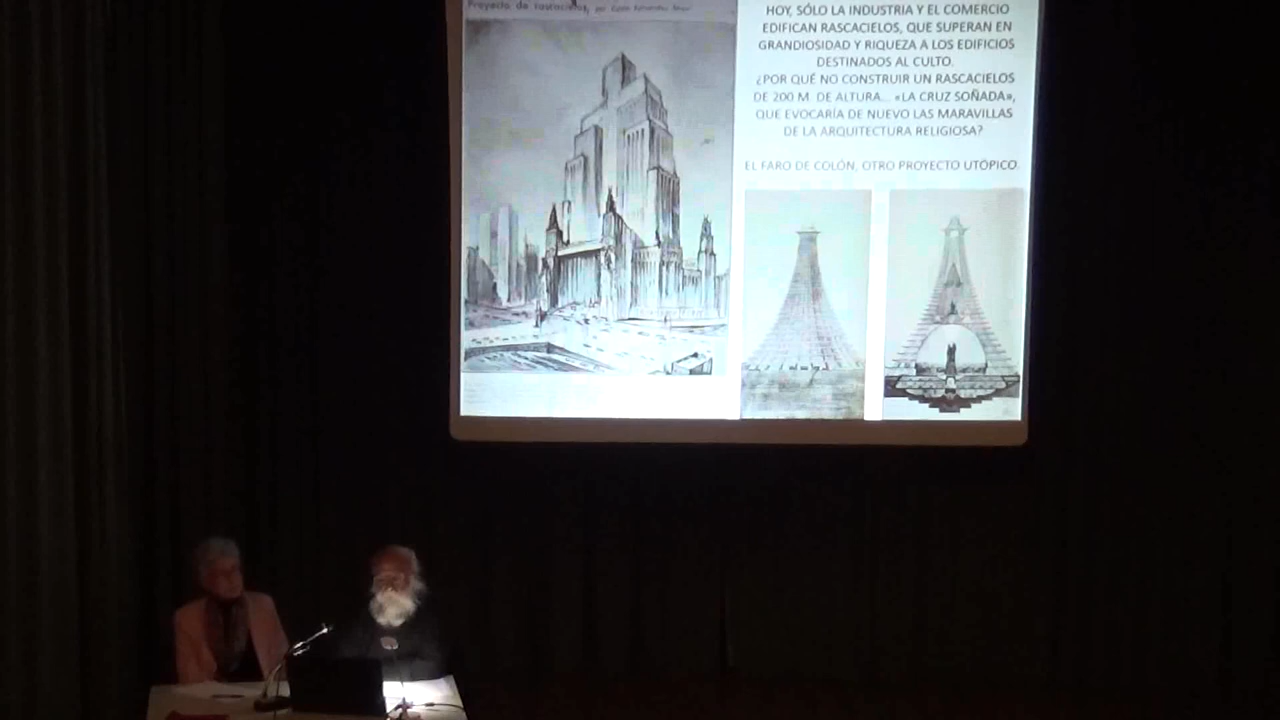 Proyecto de rascacielos, por
HOY, SÓLO LA INDUSTRIA Y EL COMERCIO
EDIFICAN RASCACIELOS, QUE SUPERAN EN
GRANDIOSIDAD Y RIQUEZA A LOS EDIFICIOS
DESTINADOS AL CULTO.
¿POR QUÉ NO CONSTRUIR UN RASCACIELOS
DE 200 M. DE ALTURA... «LA CRUZ SOÑADA»,
QUE EVOCARÍA DE NUEVO LAS MARAVILLAS
DE LA ARQUITECTURA RELIGIOSA?
EL FARO DE COLÓN, OTRO PROYECTO UTÓPICO.